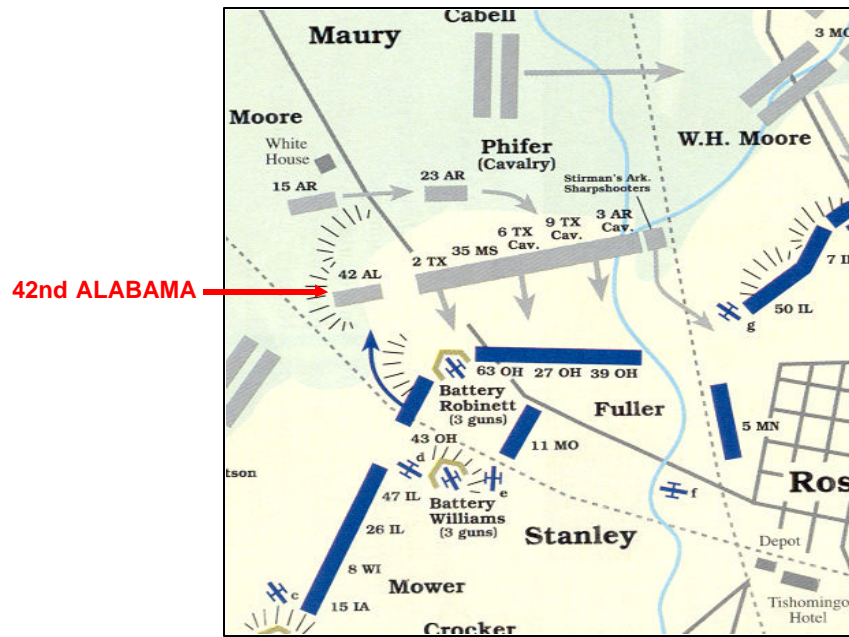 Cabell
Maury
3 MO
Moore
White
House
Phifer
(Cavalry)
W.H. Moore
15 AR
23 AR
Stirman's Ark.
Sharpshooters
9 TX
Cav.
3 AR
Cav.
6 TX
Cav.
35 MS
2 TX
42 AL
42nd ALABAMA
7 I
50 IL
g
63 OH
27 OH
39 OH
Battery
Robinett
(3 guns)
Fuller
5 MN
43 OH
11 MO
d
tson
47 IL
e
f
Ros
Battery
Williams
(3 guns)
26 IL
Stanley
Depot
8 WI
Mower
c
15 IA
Tishomingo
Hotel
Crocker